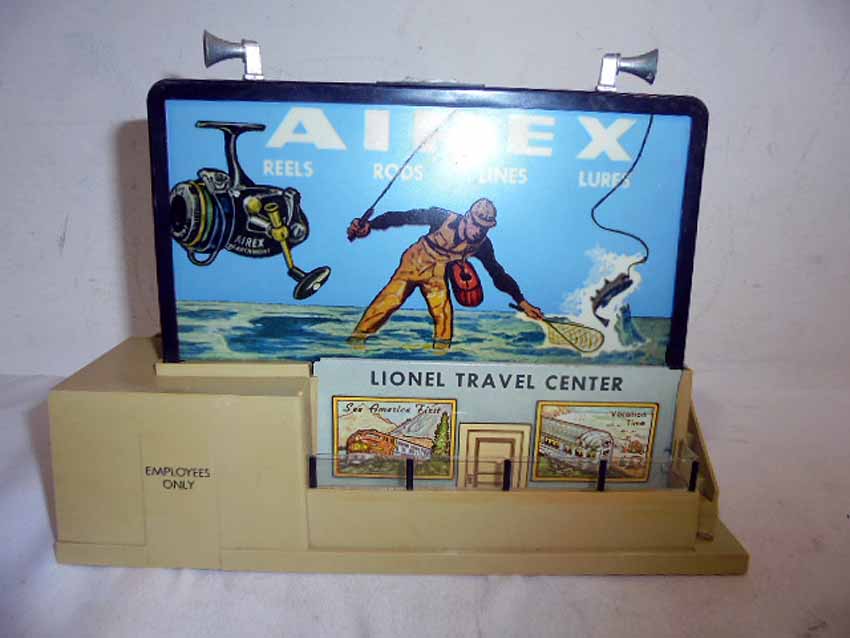 AIREX
REELS RODS LINES LURES
AIREX
LIONEL TRAVEL CENTER
See America First
Vacation
Time
EMPLOYEES
ONLY